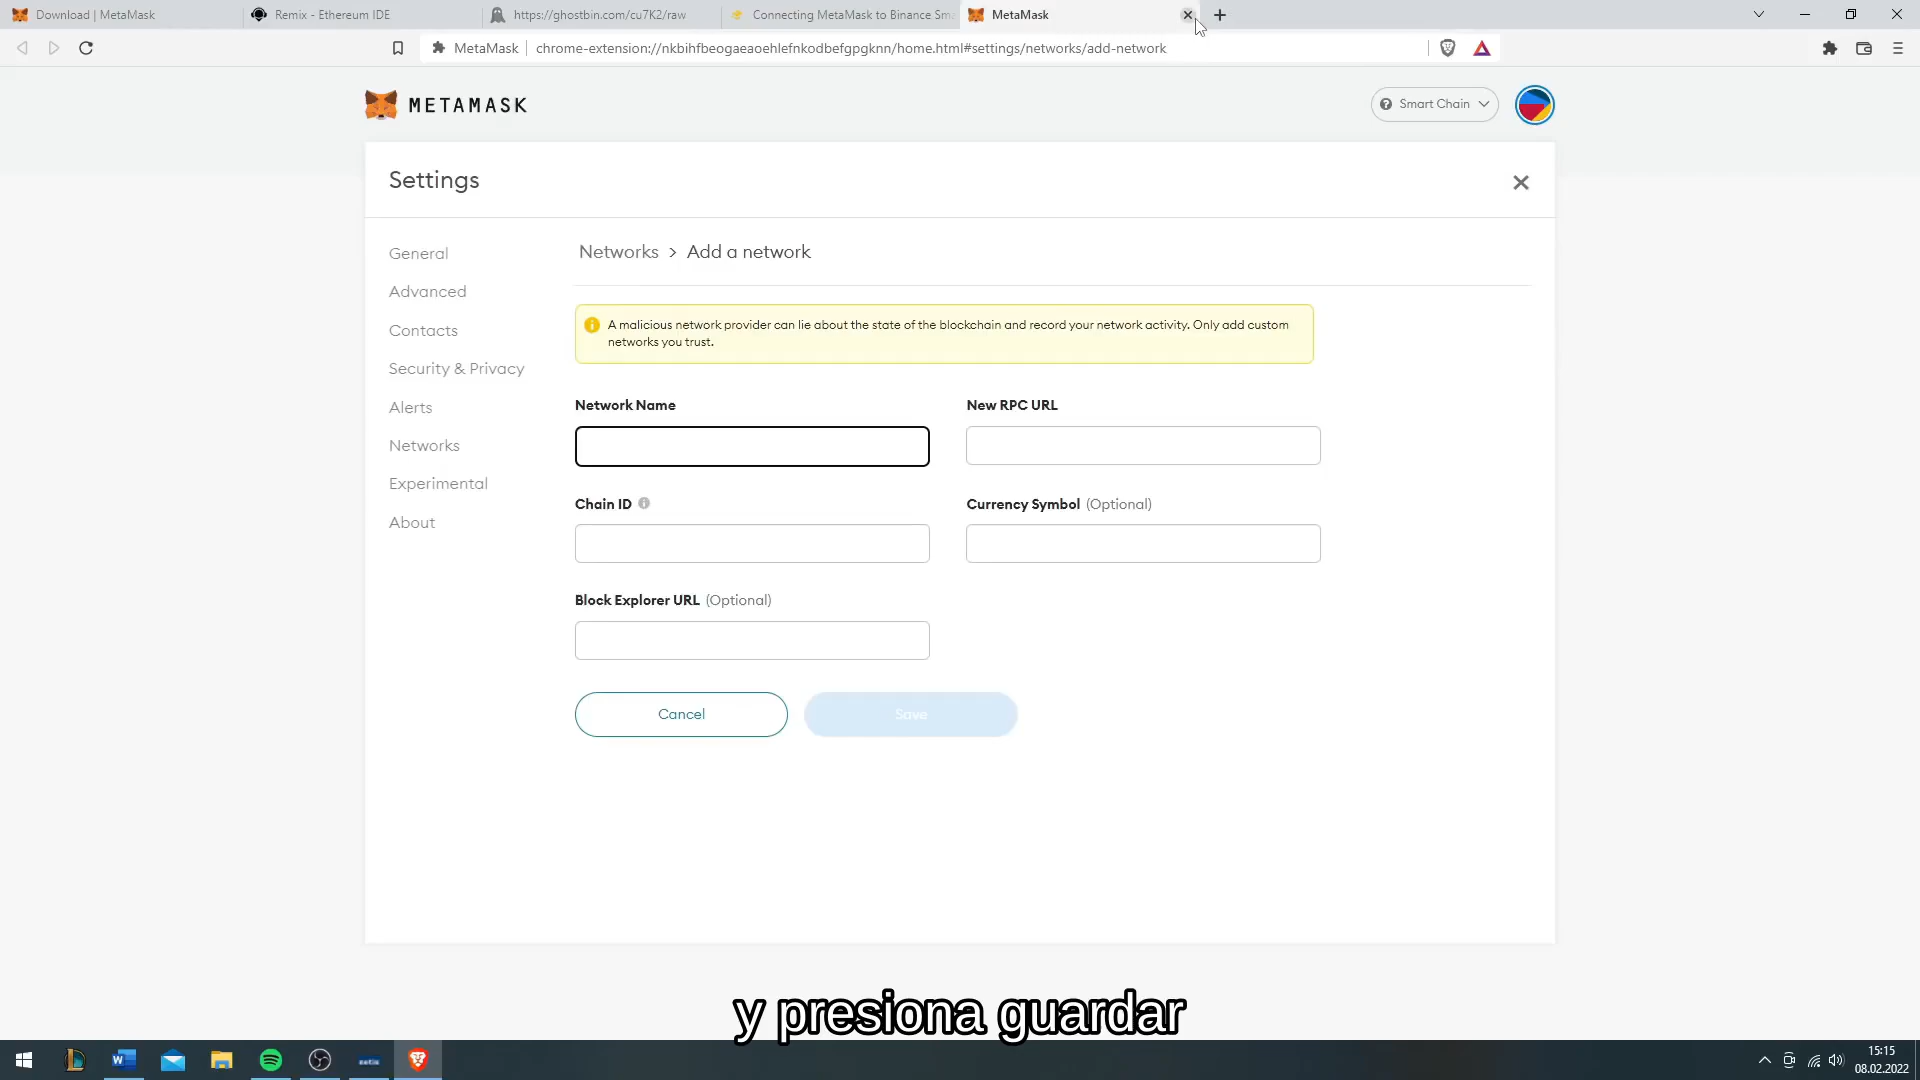 Download | MetaMask
Remix - Ethereum IDE
https://ghostbin.com/cu7K2/raw
Connecting MetaMask to Binance Sma
MetaMask
MetaMask
chrome-extension://nkbihfbeogaeaoehlefnkodbefgpgknn/home.html#settings/networks/add-network
METAMASK
Smart Chain
Settings
General
Advanced
Contacts
Security & Privacy
Alerts
Networks
Experimental
About
Networks > Add a network
A malicious network provider can lie about the state of the blockchain and record your network activity. Only add custom
networks you trust.
Network Name
New RPC URL
Chain ID
Currency Symbol (Optional)
Block Explorer URL (Optional)
Cancel
Save
y presiona guardar
15:15
08.02.2022